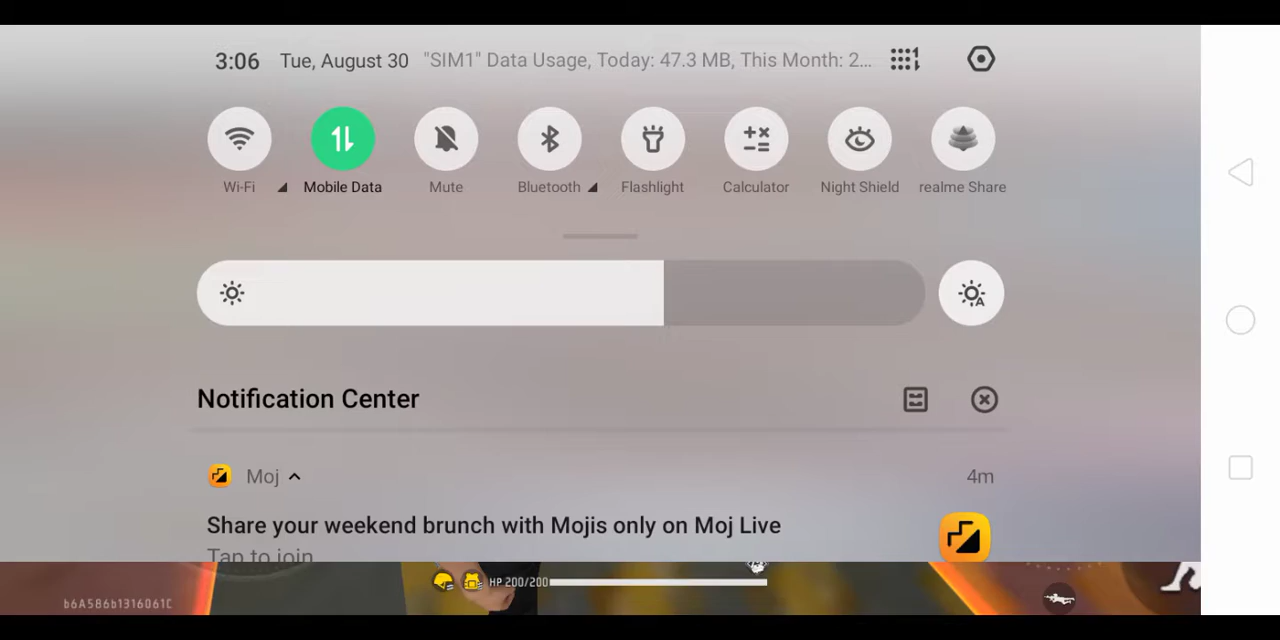 3:06 Tue, August 30 "SIM1" Data Usage, Today: 47.3 MB, This Month: 2...
Wi-Fi Mobile Data Mute Bluetooth Flashlight Calculator Night Shield realme Share
Notification Center
Moj 4m
Share your weekend brunch with Mojis only on Moj Live
Tap to join
HP 200/200
b6A5B6b1316061C